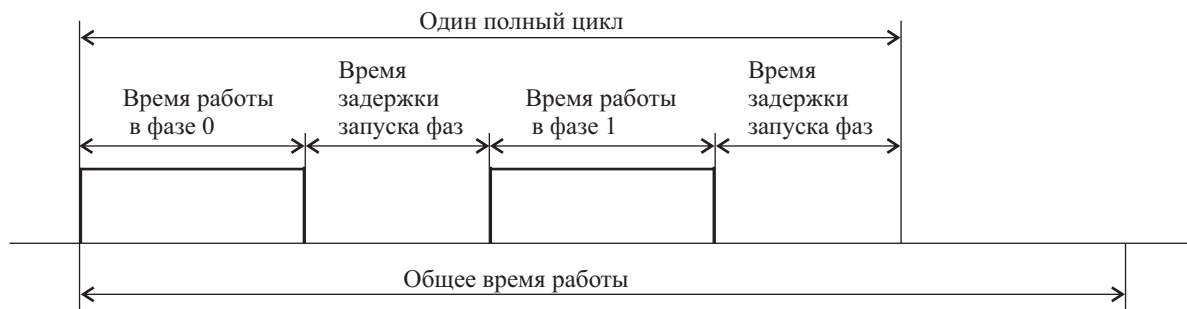 Один полный цикл
Время работы
в фазе 0
Время
задержки
запуска фаз
Время работы
в фазе 1
Время
задержки
запуска фаз
Общее время работы